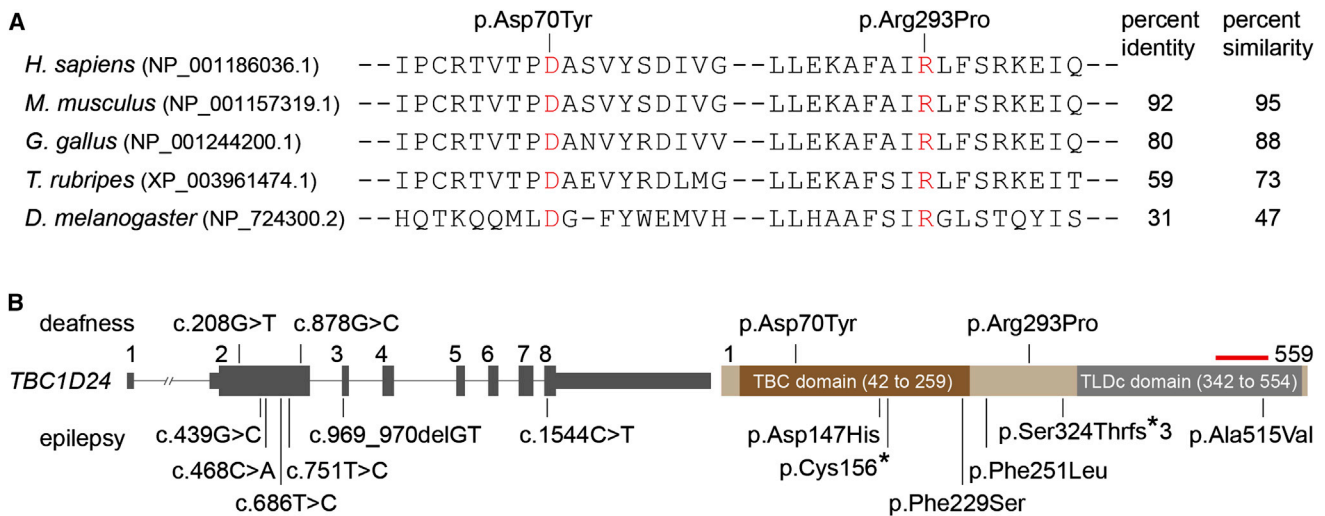 A
p.Asp70Tyr p.Arg293Pro percent identity percent similarity
H. sapiens (NP_001186036.1) --IPCRTVTPDASVYSDIVG--LLEKAFAIRLFSRKEIQ--
M. musculus (NP_001157319.1) --IPCRTVTPDASVYSDIVG--LLEKAFAIRLFSRKEIQ-- 92 95
G. gallus (NP_001244200.1) --IPCRTVTPDANVYRDIVV--LLEKAFAIRLFSRKEIQ-- 80 88
T. rubripes (XP_003961474.1) --IPCRTVTPDAEVYRDLMG--LLEKAFSIRLFSRKEIT-- 59 73
D. melanogaster (NP_724300.2) --HQTKQQMLDG-FYWEMVH--LLHAAFSIRGLSTQYIS-- 31 47
B
deafness c.208G>T c.878G>C p.Asp70Tyr p.Arg293Pro
1 2 3 4 5 6 7 8 1 559
TBC1D24 // TBC domain (42 to 259) TLDc domain (342 to 554)
epilepsy c.439G>C c.969_970delGT c.1544C>T p.Asp147His p.Ser324Thrfs*3 p.Ala515Val
c.468C>A c.751T>C p.Cys156* p.Phe251Leu
c.686T>C p.Phe229Ser